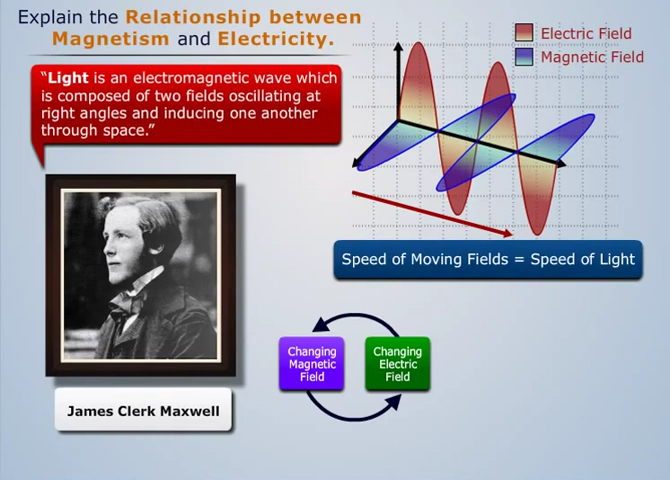 Explain the Relationship between
Magnetism and Electricity.
“Light is an electromagnetic wave which
is composed of two fields oscillating at
right angles and inducing one another
through space.”
Electric Field
Magnetic Field
Speed of Moving Fields = Speed of Light
Changing
Magnetic
Field
Changing
Electric
Field
James Clerk Maxwell